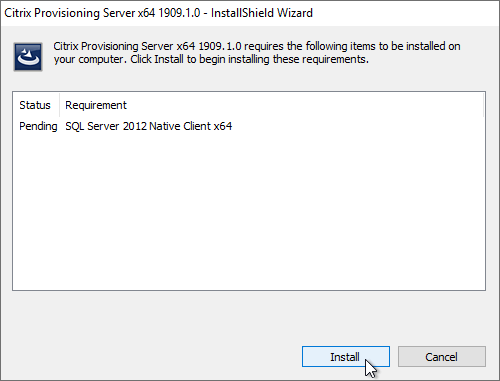 Citrix Provisioning Server x64 1909.1.0 - InstallShield Wizard
Citrix Provisioning Server x64 1909.1.0 requires the following items to be installed on
your computer. Click Install to begin installing these requirements.
Status Requirement
Pending SQL Server 2012 Native Client x64
Install Cancel